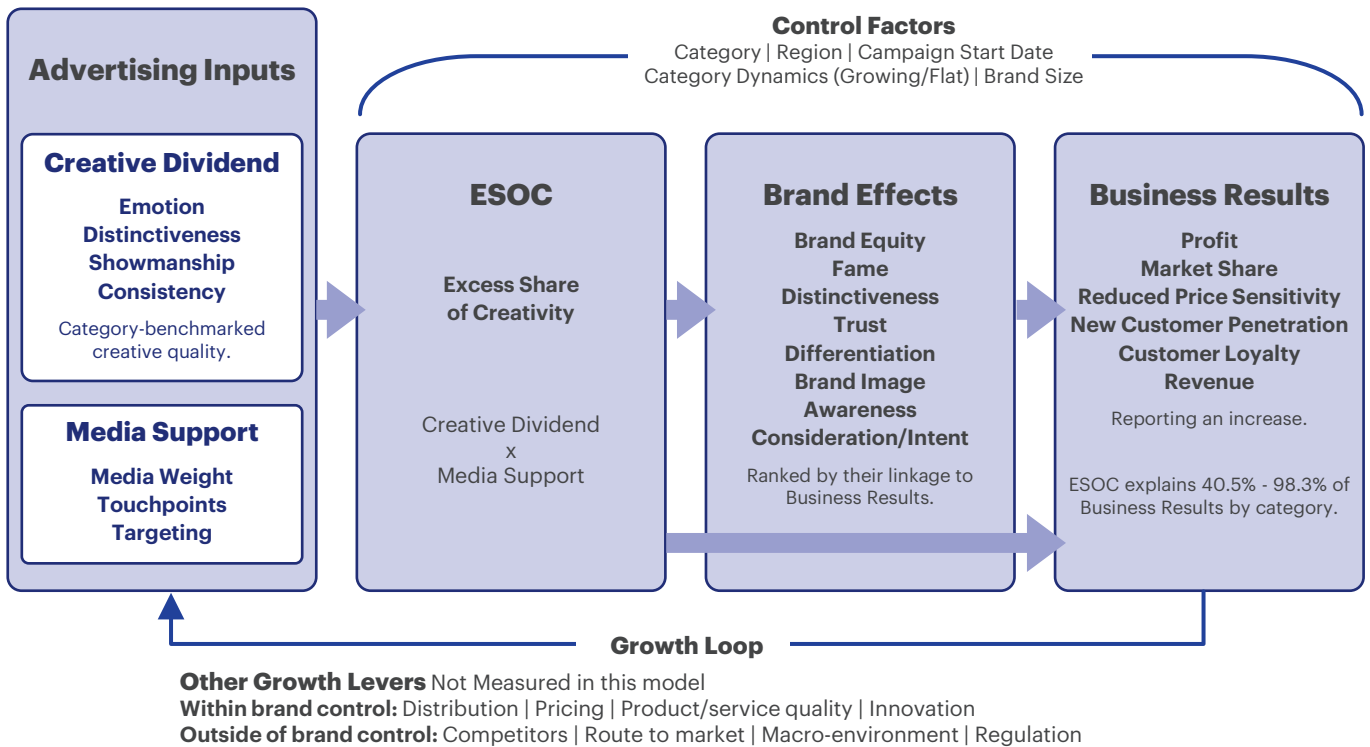 Advertising Inputs
Creative Dividend
Emotion
Distinctiveness
Showmanship
Consistency
Category-benchmarked
creative quality.
Media Support
Media Weight
Touchpoints
Targeting
Control Factors
Category | Region | Campaign Start Date
Category Dynamics (Growing/Flat) | Brand Size
ESOC
Excess Share
of Creativity
Creative Dividend
x
Media Support
Brand Effects
Brand Equity
Fame
Distinctiveness
Trust
Differentiation
Brand Image
Awareness
Consideration/Intent
Ranked by their linkage to
Business Results.
Business Results
Profit
Market Share
Reduced Price Sensitivity
New Customer Penetration
Customer Loyalty
Revenue
Reporting an increase.
ESOC explains 40.5% - 98.3% of
Business Results by category.
Growth Loop
Other Growth Levers Not Measured in this model
Within brand control: Distribution | Pricing | Product/service quality | Innovation
Outside of brand control: Competitors | Route to market | Macro-environment | Regulation